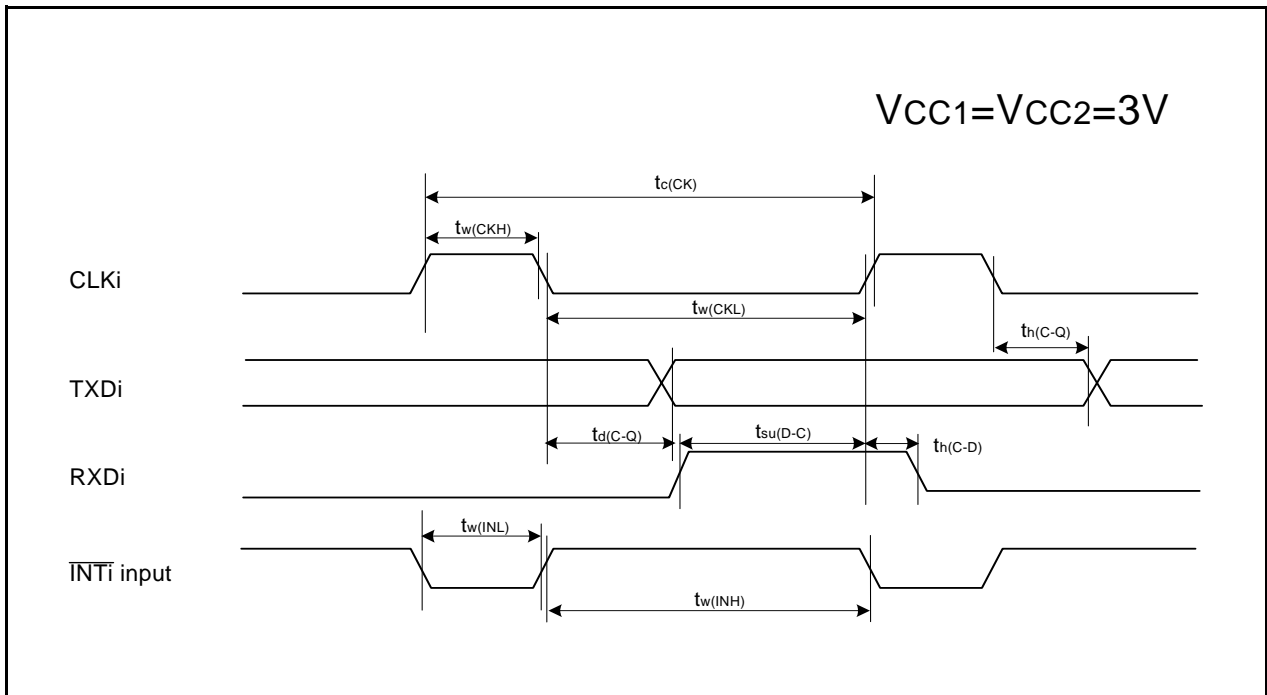 VCC1=VCC2=3V
tc(CK)
tw(CKH)
CLKi
tw(CKL)
th(C-Q)
TXDi
td(C-Q)
tsu(D-C)
th(C-D)
RXDi
tw(INL)
I̅N̅T̅i̅ input
tw(INH)